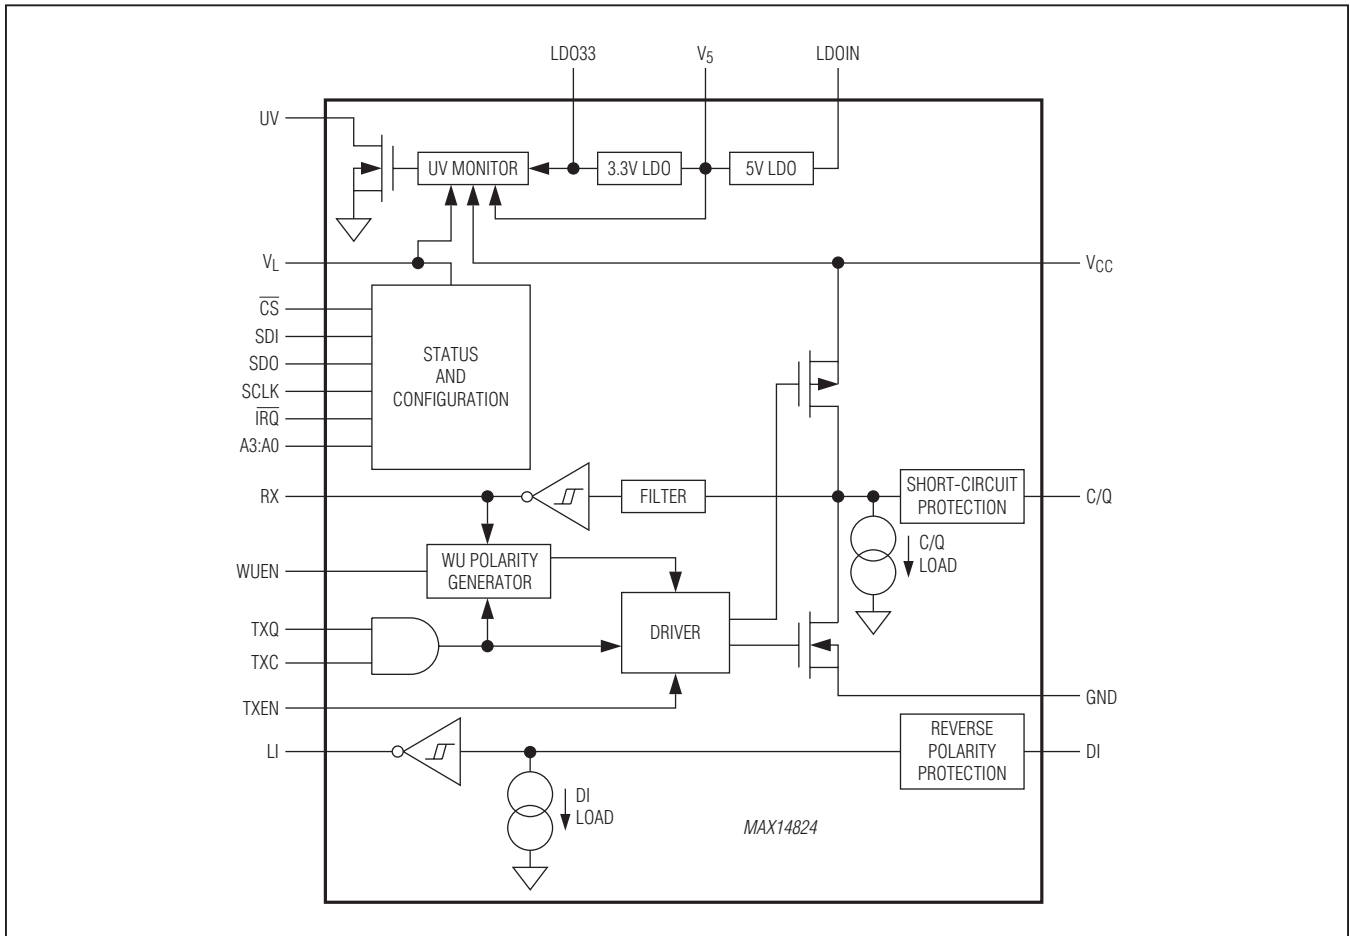 LDO33
V5
LDOIN
UV
UV MONITOR
3.3V LDO
5V LDO
VL
VCC
CS
SDI
SDO
SCLK
IRQ
A3:A0
STATUS
AND
CONFIGURATION
RX
FILTER
SHORT-CIRCUIT
PROTECTION
C/Q
C/Q
LOAD
WUEN
WU POLARITY
GENERATOR
TXQ
TXC
DRIVER
TXEN
GND
LI
REVERSE
POLARITY
PROTECTION
DI
DI
LOAD
MAX14824